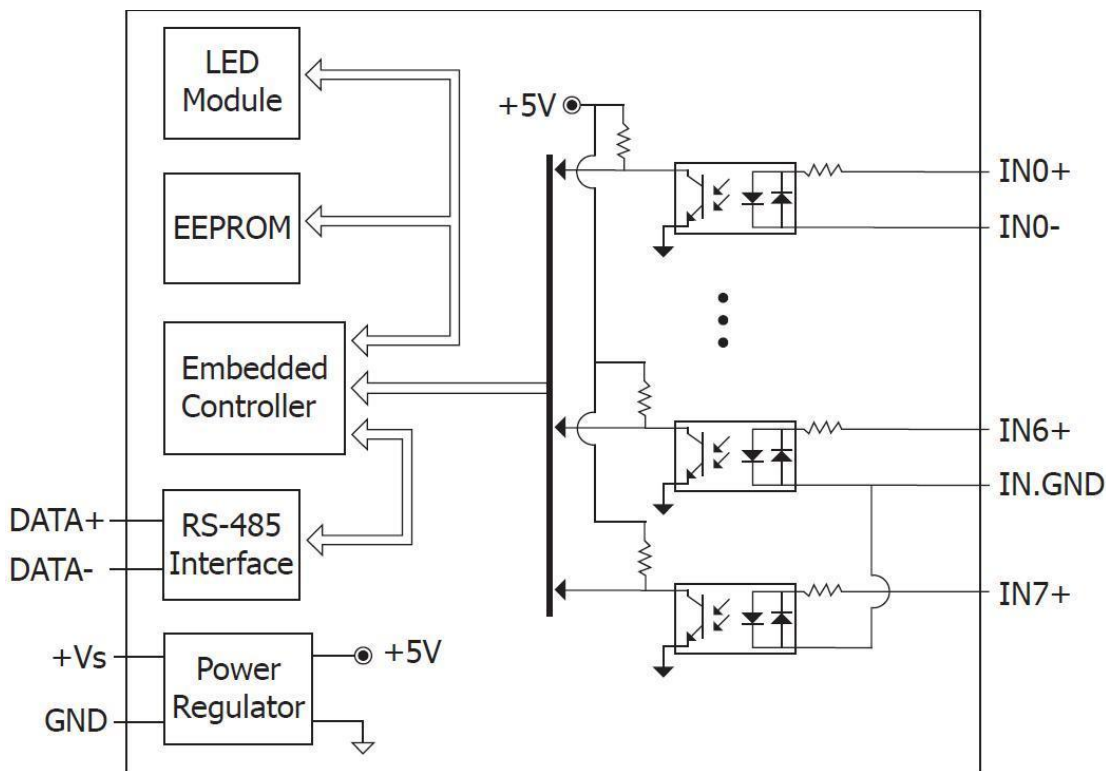 LED
Module
EEPROM
Embedded
Controller
DATA+
DATA-
RS-485
Interface
+Vs
GND
Power
Regulator
+5V
+5V
IN0+
IN0-
IN6+
IN.GND
IN7+